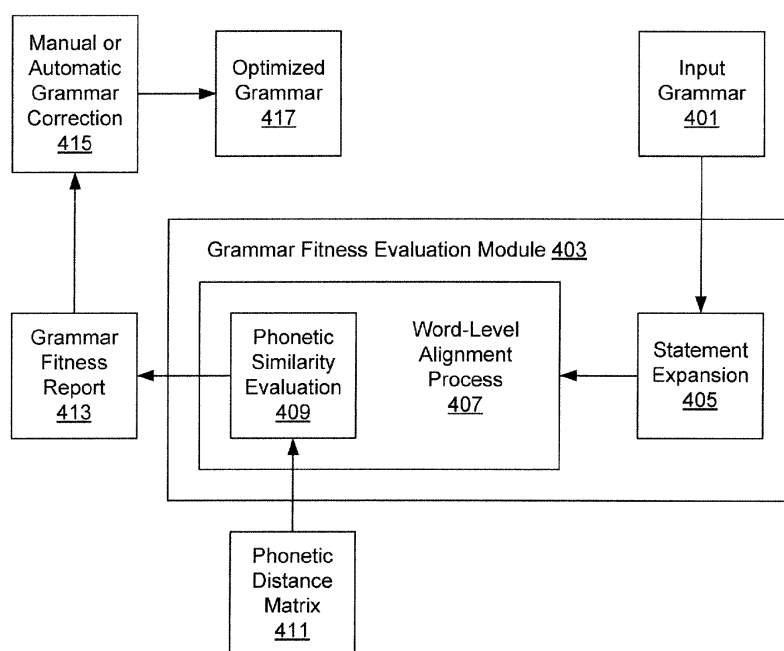 Manual or
Automatic
Grammar
Correction
415
Optimized
Grammar
417
Input
Grammar
401
Grammar Fitness Evaluation Module 403
Grammar
Fitness
Report
413
Phonetic
Similarity
Evaluation
409
Word-Level
Alignment
Process
407
Statement
Expansion
405
Phonetic
Distance
Matrix
411